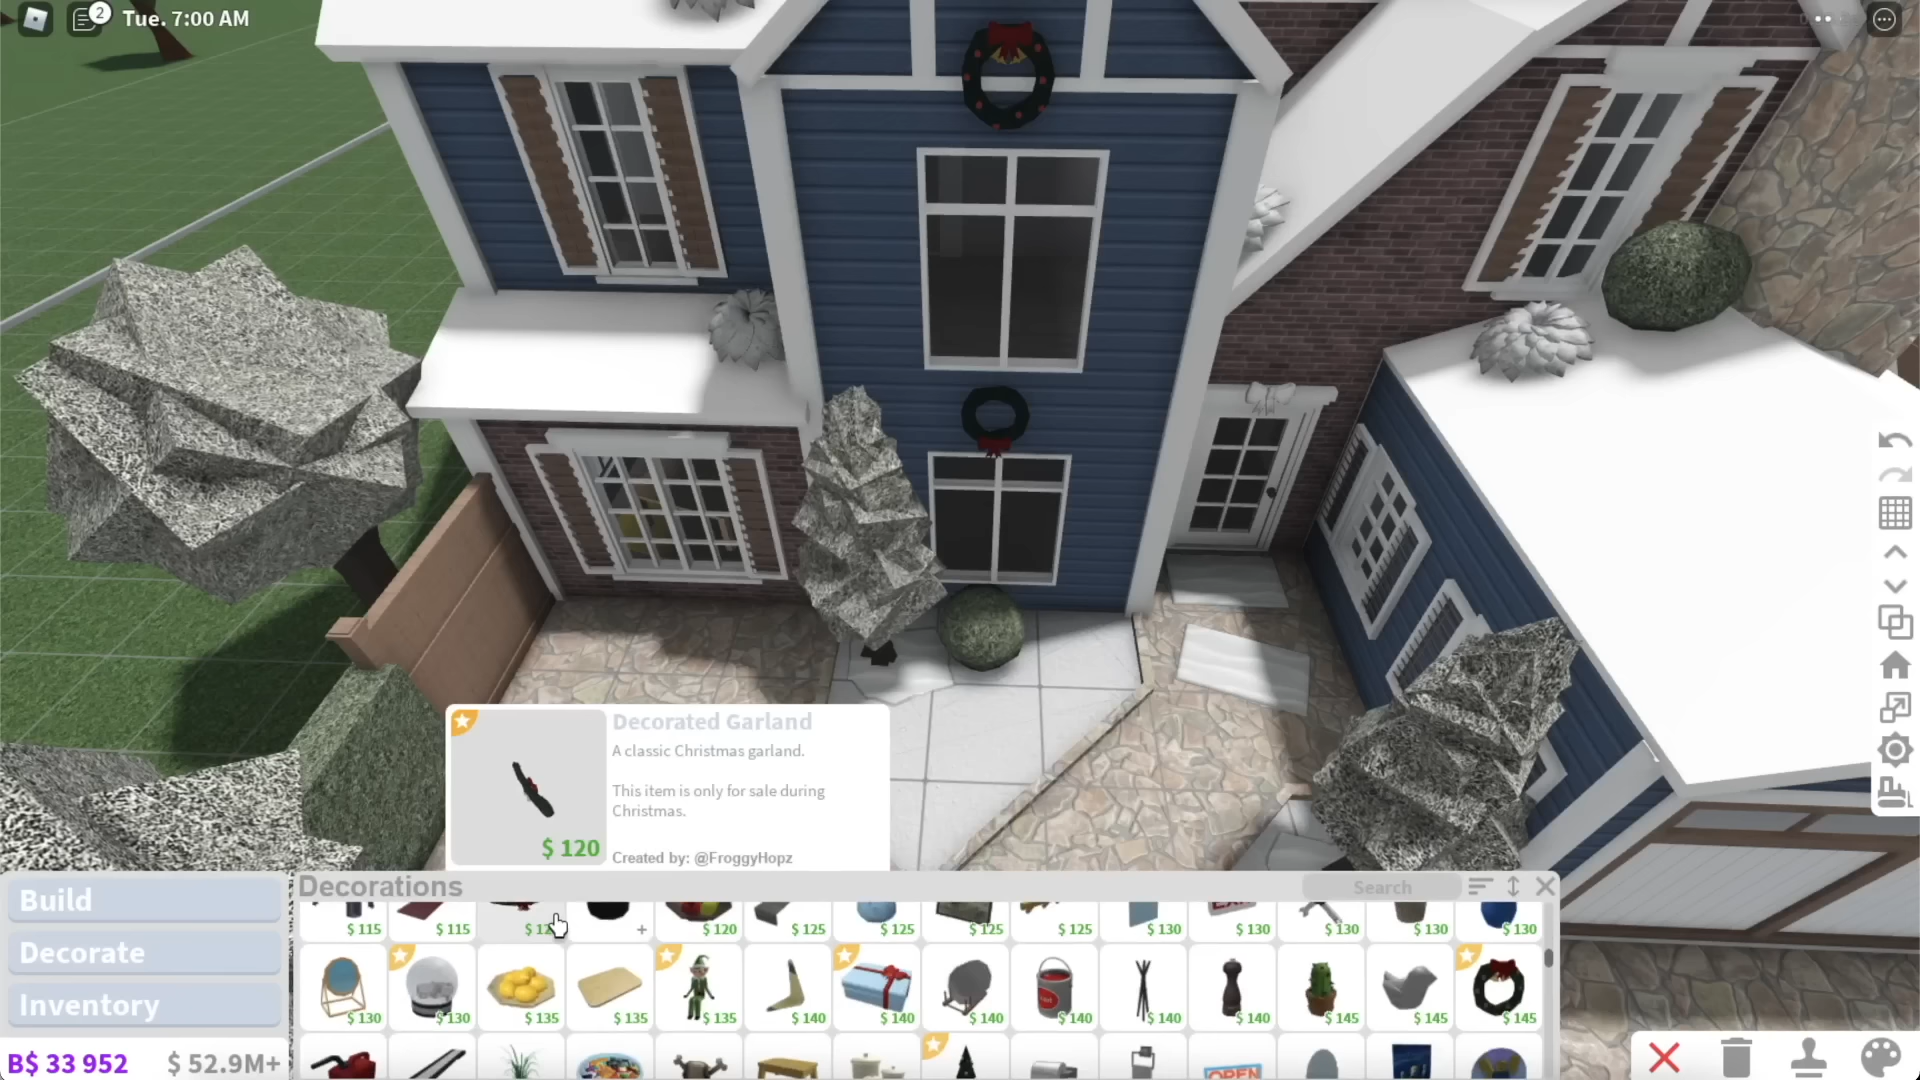 2
Tue. 7:00 AM
Decorated Garland
A classic Christmas garland.
This item is only for sale during
Christmas.
$ 120
Created by: @FroggyHopz
Build
Decorate
Inventory
B$ 33 952
$ 52.9M+
Decorations
Search
$ 115
$ 115
+
$ 120
$ 125
$ 125
$ 125
$ 125
$ 130
$ 130
$ 130
$ 130
$ 130
$ 130
$ 130
$ 135
$ 135
$ 135
$ 140
$ 140
$ 140
$ 140
$ 140
$ 140
$ 145
$ 145
$ 145
OPEN